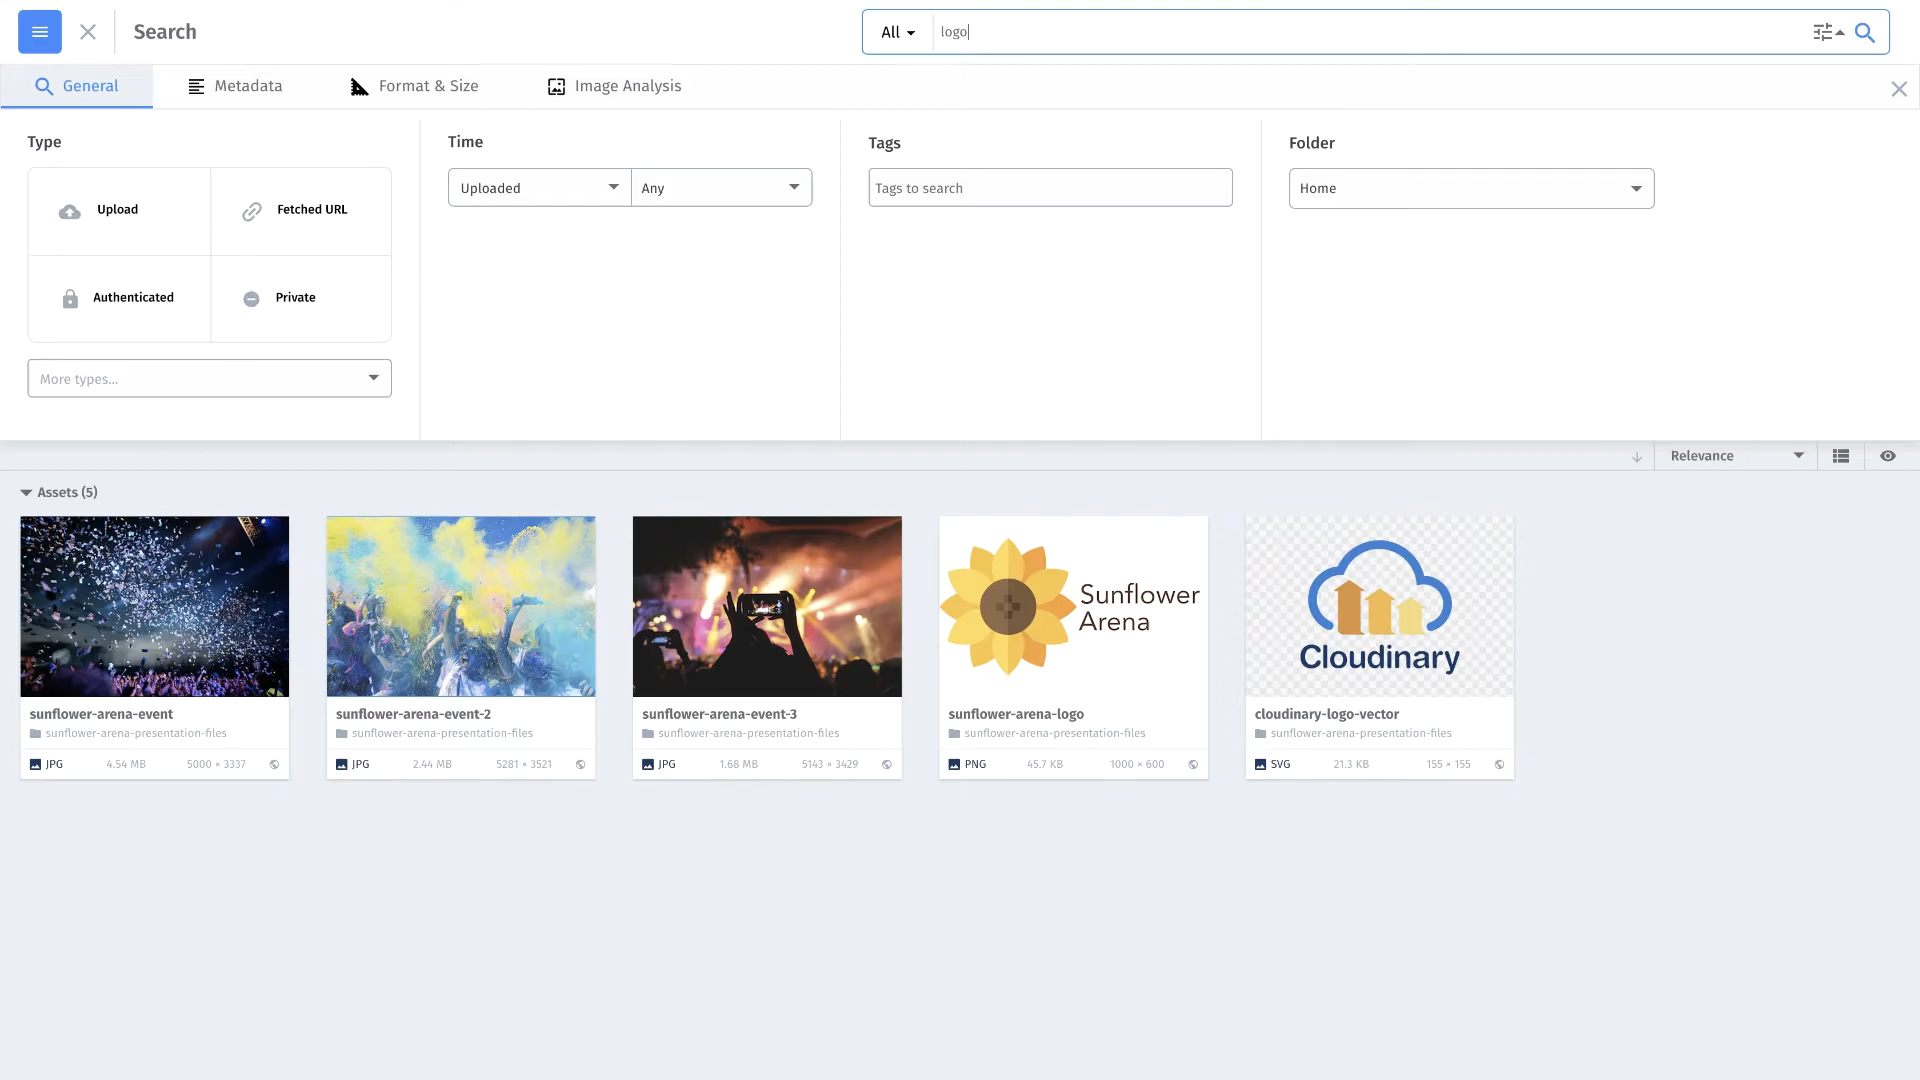 Search
All
logo
General
Metadata
Format & Size
Image Analysis
Type
Upload
Fetched URL
Authenticated
Private
More types...
Time
Uploaded
Any
Tags
Tags to search
Folder
Home
Relevance
Assets (5)
sunflower-arena-event
sunflower-arena-presentation-files
JPG 4.54 MB 5000 × 3337
sunflower-arena-event-2
sunflower-arena-presentation-files
JPG 2.44 MB 5281 × 3521
sunflower-arena-event-3
sunflower-arena-presentation-files
JPG 1.68 MB 5143 × 3429
Sunflower
Arena
sunflower-arena-logo
sunflower-arena-presentation-files
PNG 45.7 KB 1000 × 600
Cloudinary
cloudinary-logo-vector
sunflower-arena-presentation-files
SVG 21.3 KB 155 × 155